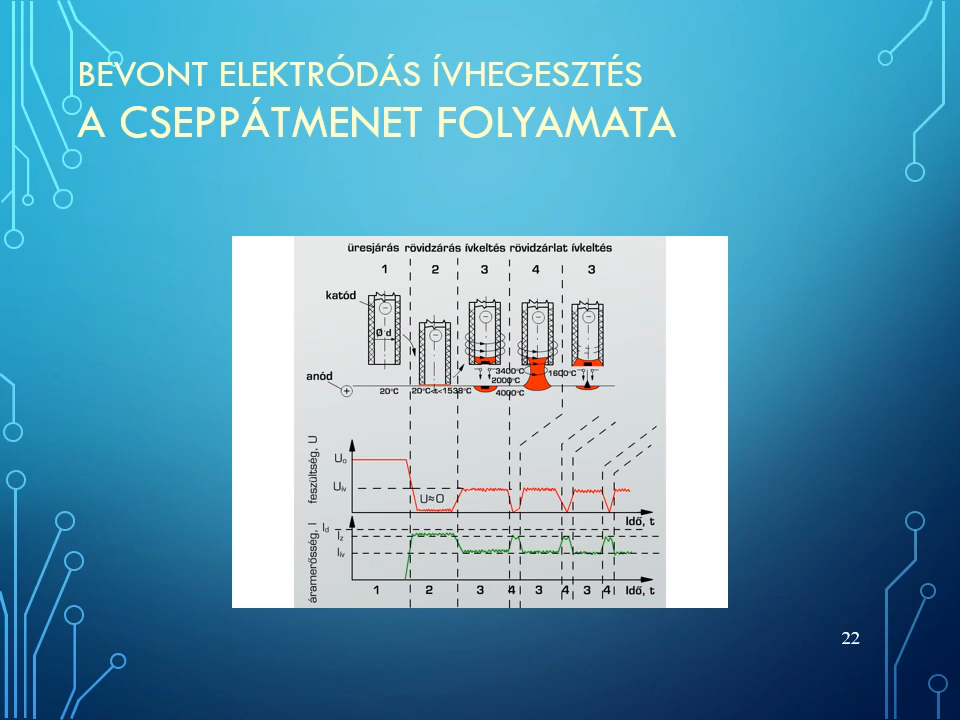 BEVONT ELEKTRÓDÁS ÍVHEGESZTÉS
A CSEPPÁTMENET FOLYAMATA
üresjárás rövidzárás ívkeltés rövidzárlat ívkeltés
1 2 3 4 3
katód
Ø d
anód
20°C
20°C<t<1538°C
3400°C
2000°C
4000°C
1600°C
feszültség, U
U₀
Uív
U≈0
Idő, t
áramerősség, I
Id
Iz
Iív
1 2 3 4 3 4 3 4 Idő, t
22